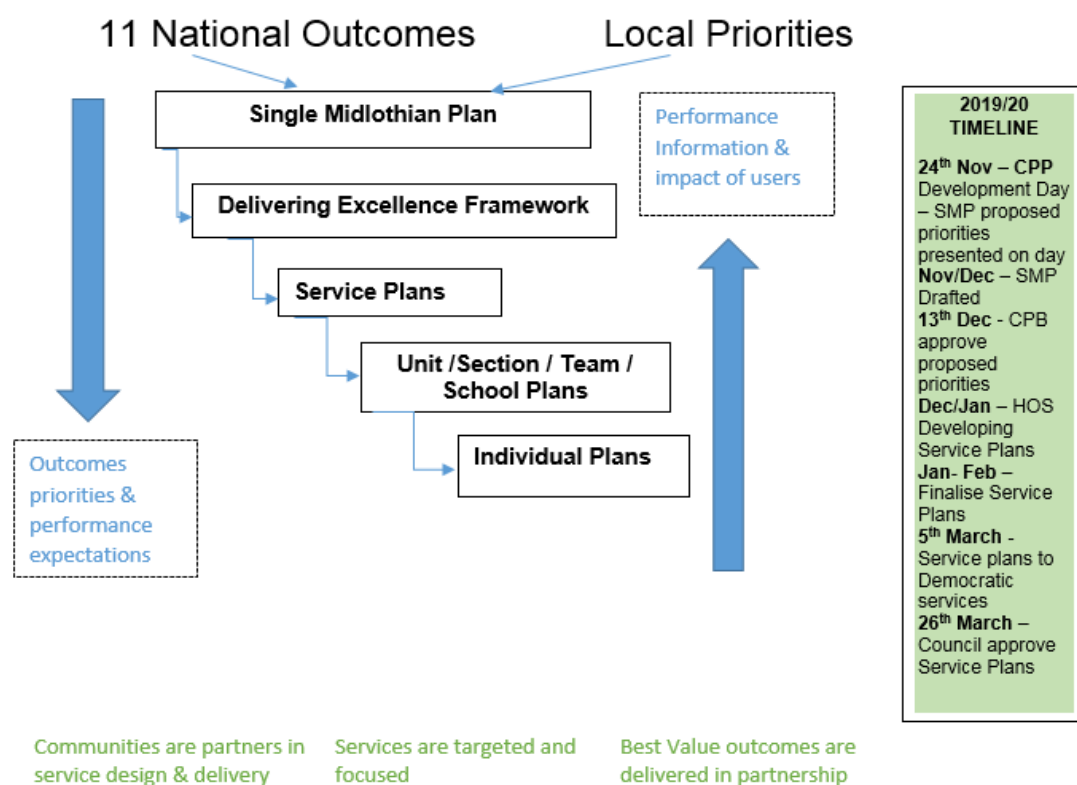 11 National Outcomes
Local Priorities
Single Midlothian Plan
Delivering Excellence Framework
Service Plans
Unit /Section / Team /
School Plans
Individual Plans
Outcomes
priorities &
performance
expectations
Performance
Information &
impact of users
2019/20
TIMELINE
24th Nov – CPP
Development Day
– SMP proposed
priorities
presented on day
Nov/Dec – SMP
Drafted
13th Dec - CPB
approve
proposed
priorities
Dec/Jan – HOS
Developing
Service Plans
Jan- Feb –
Finalise Service
Plans
5th March -
Service plans to
Democratic
services
26th March –
Council approve
Service Plans
Communities are partners in
service design & delivery
Services are targeted and
focused
Best Value outcomes are
delivered in partnership